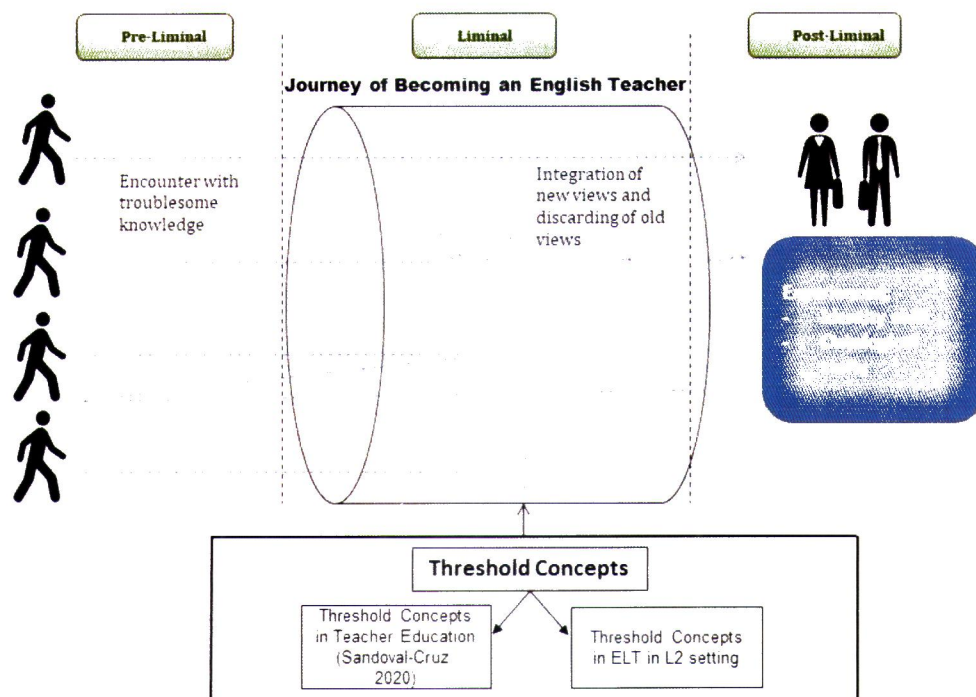 Pre-Liminal
Liminal
Post-Liminal
Journey of Becoming an English Teacher
Encounter with
troublesome
knowledge
Integration of
new views and
discarding of old
views
Threshold Concepts
Threshold Concepts
in Teacher Education
(Sandoval-Cruz
2020)
Threshold Concepts
in ELT in L2 setting